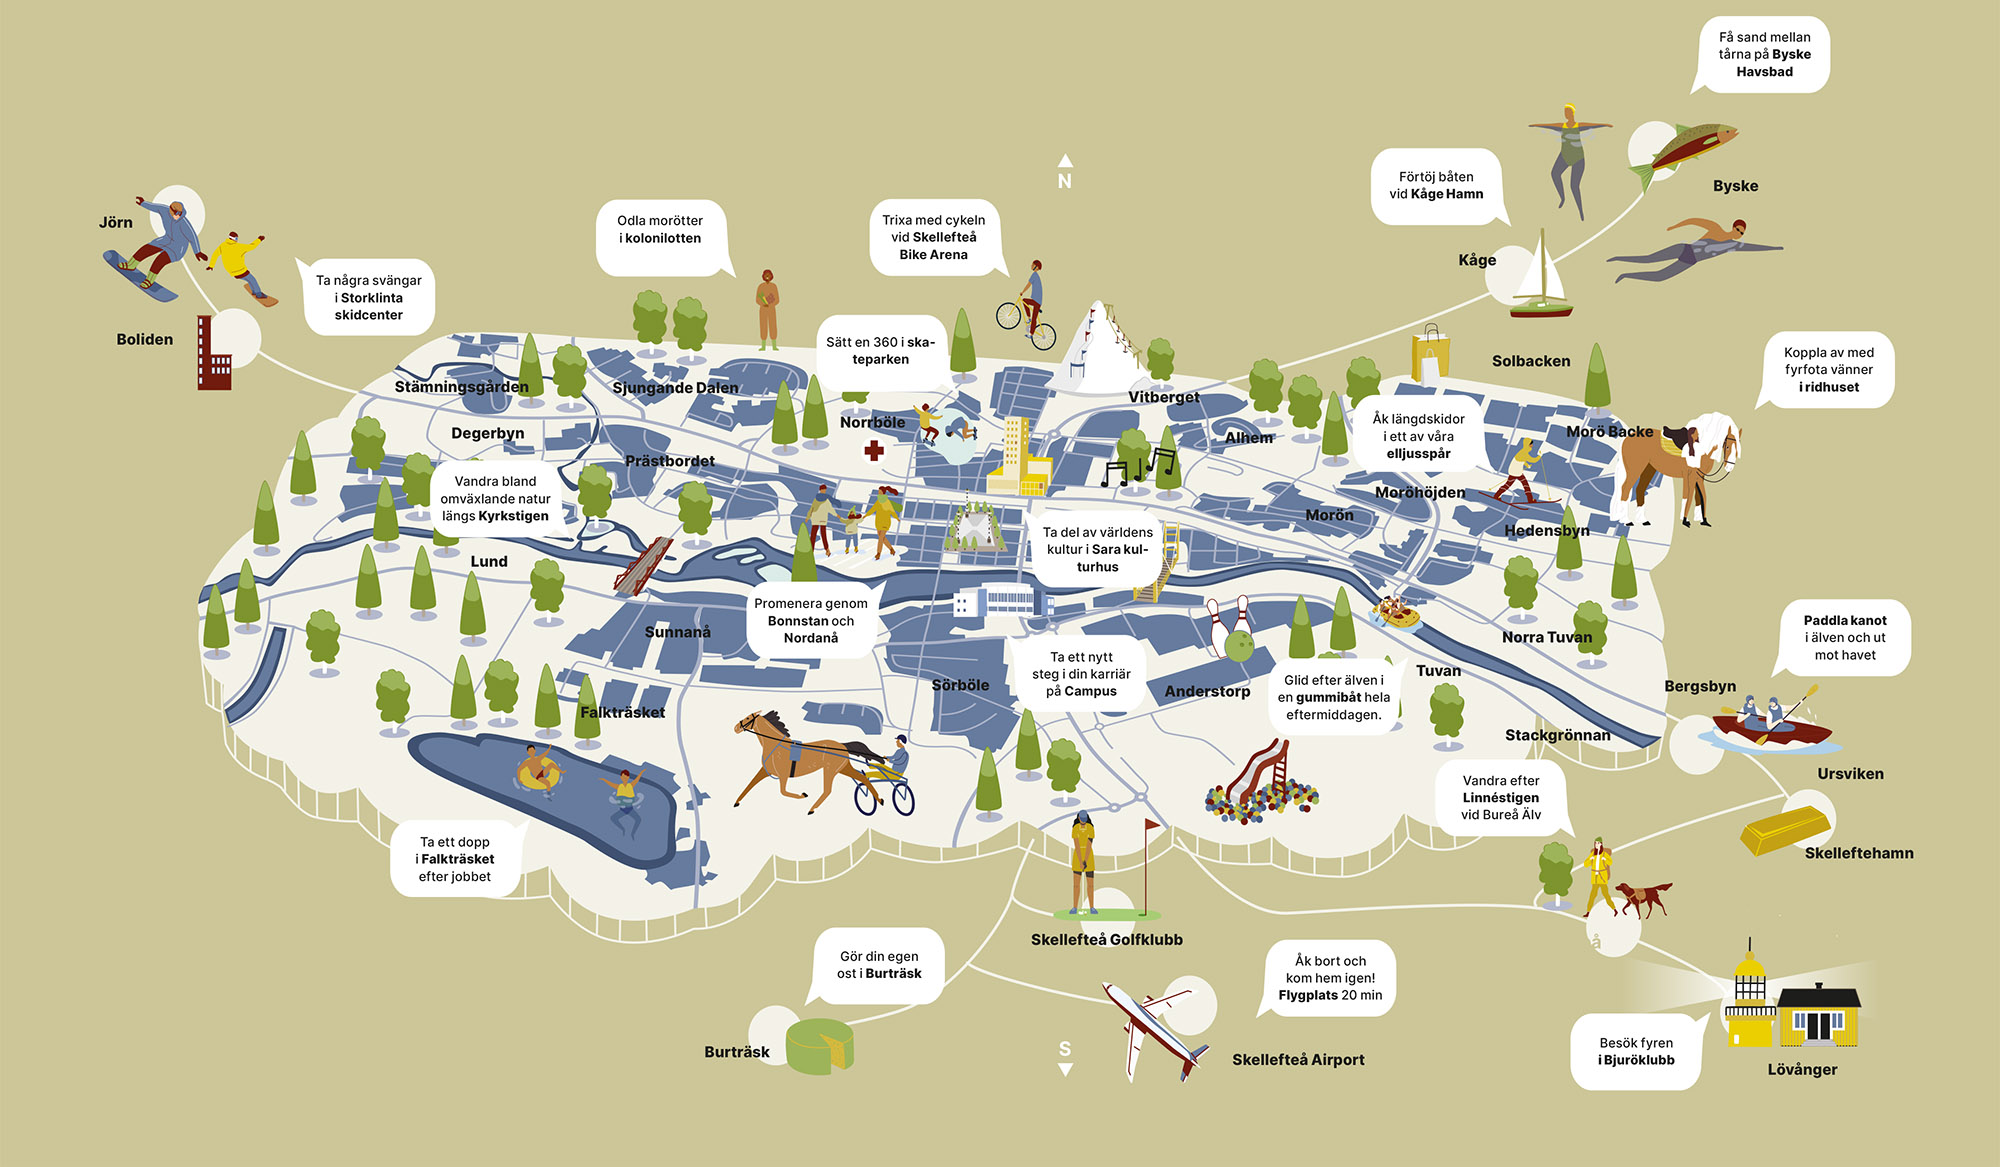 Få sand mellan
tårna på Byske
Havsbad
Förtöj båten
vid Kåge Hamn
N
Byske
Jörn
Odla morötter
i kolonilotten
Trixa med cykeln
vid Skellefteå
Bike Arena
Kåge
Ta några svängar
i Storklinta
skidcenter
Boliden
Sätt en 360 i ska-
teparken
Solbacken
Koppla av med
fyrfota vänner
i ridhuset
Stämningsgården
Sjungande Dalen
Vitberget
Norrböle
Åk längdskidor
i ett av våra
elljusspår
Degerbyn
Alhem
Morö Backe
Prästbordet
Vandra bland
omväxlande natur
längs Kyrkstigen
Moröhöjden
Morön
Hedensbyn
Ta del av världens
kultur i Sara kul-
turhus
Lund
Promenera genom
Bonnstan och
Nordanå
Sunnanå
Norra Tuvan
Paddla kanot
i älven och ut
mot havet
Ta ett nytt
steg i din karriär
på Campus
Glid efter älven i
en gummibåt hela
eftermiddagen.
Tuvan
Sörböle
Anderstorp
Bergsbyn
Falkträsket
Stackgrönnan
Ursviken
Vandra efter
Linnéstigen
vid Bureå Älv
Ta ett dopp
i Falkträsket
efter jobbet
Skelleftehamn
Skellefteå Golfklubb
å
Gör din egen
ost i Burträsk
Åk bort och
kom hem igen!
Flygplats 20 min
Burträsk
S
Skellefteå Airport
Besök fyren
i Bjuröklubb
Lövånger